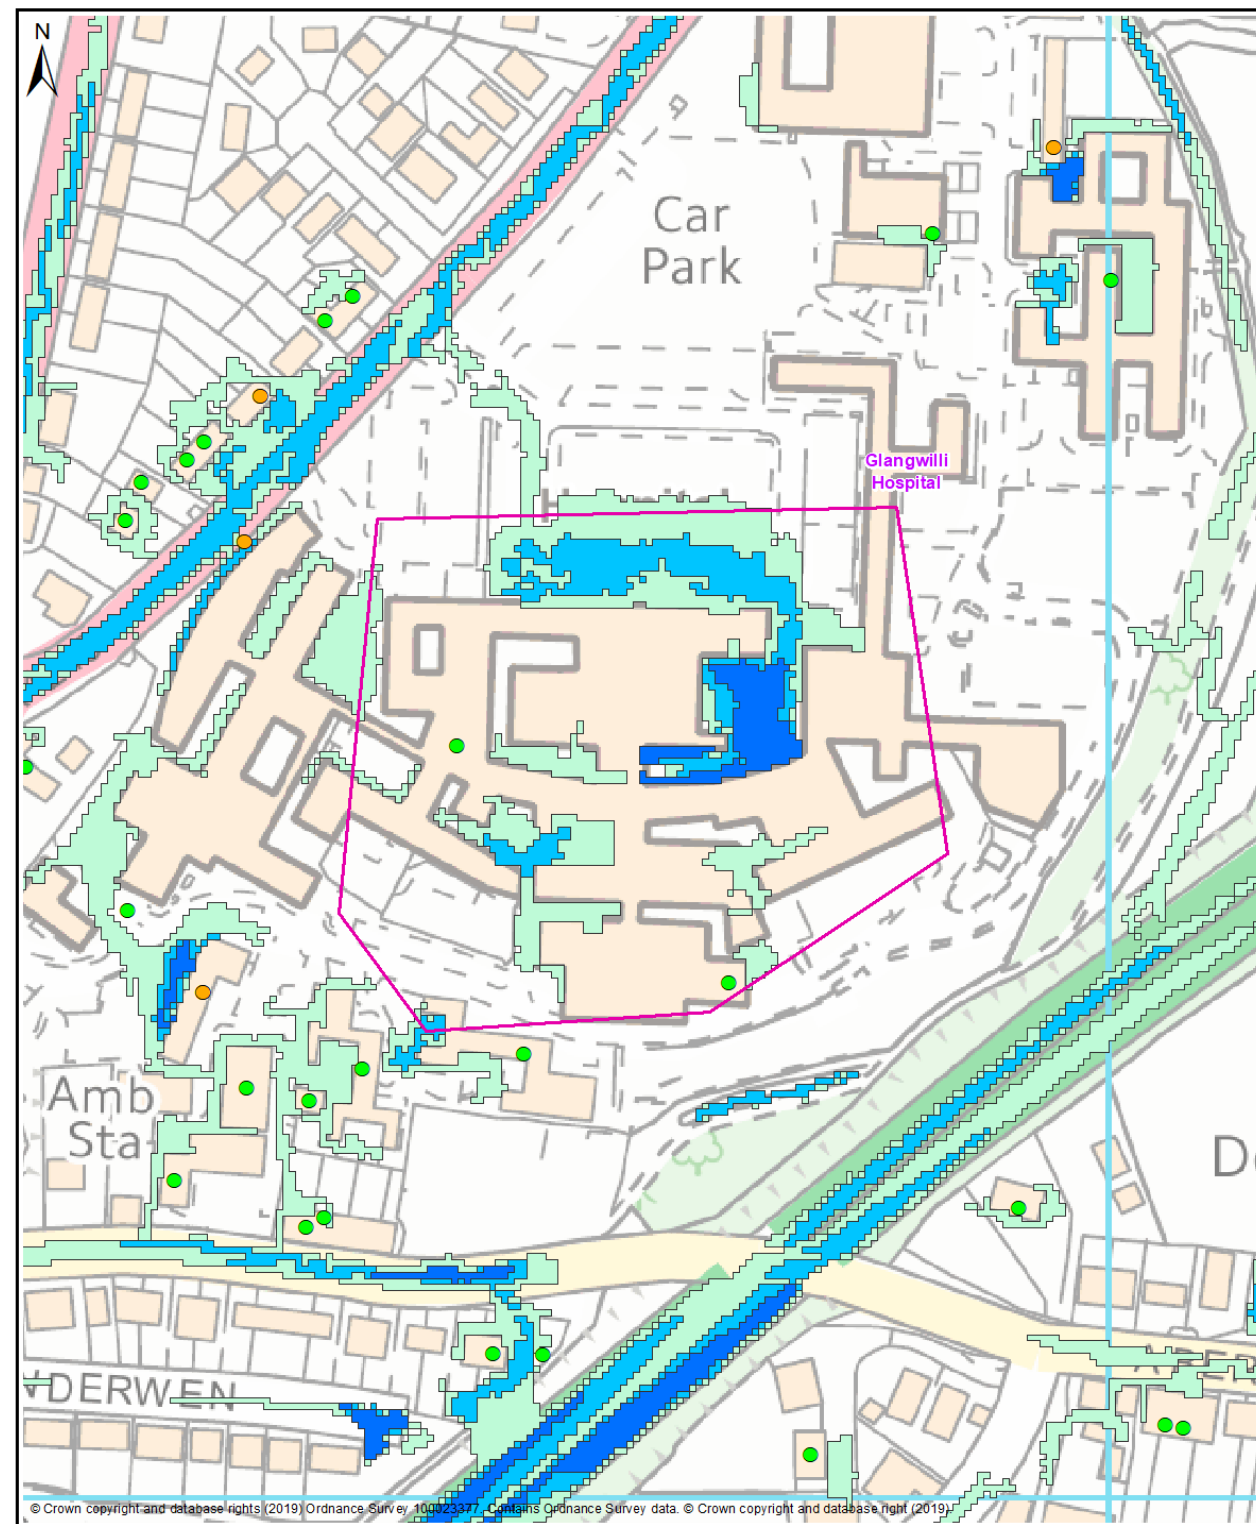 N
Car
Park
Glangwilli
Hospital
Amb
Sta
DERWEN
© Crown copyright and database rights (2019) Ordnance Survey 100023377. Contains Ordnance Survey data. © Crown copyright and database right (2019)